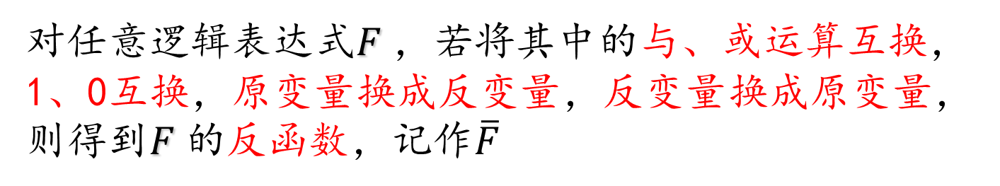 对任意逻辑表达式F ，若将其中的与、或运算互换，
1、0互换，原变量换成反变量，反变量换成原变量，
则得到F 的反函数，记作F̅